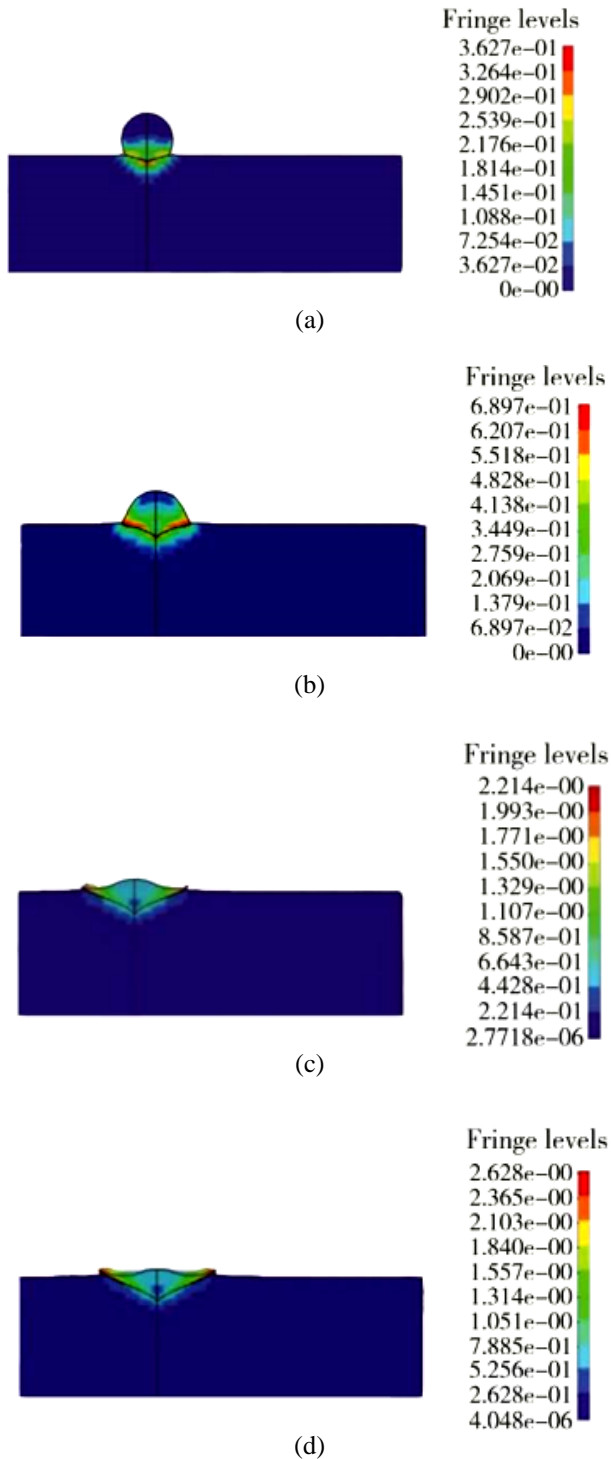 Fringe levels
3.627e-01
3.264e-01
2.902e-01
2.539e-01
2.176e-01
1.814e-01
1.451e-01
1.088e-01
7.254e-02
3.627e-02
0e-00
(a)
Fringe levels
6.897e-01
6.207e-01
5.518e-01
4.828e-01
4.138e-01
3.449e-01
2.759e-01
2.069e-01
1.379e-01
6.897e-02
0e-00
(b)
Fringe levels
2.214e-00
1.993e-00
1.771e-00
1.550e-00
1.329e-00
1.107e-00
8.587e-01
6.643e-01
4.428e-01
2.214e-01
2.7718e-06
(c)
Fringe levels
2.628e-00
2.365e-00
2.103e-00
1.840e-00
1.557e-00
1.314e-00
1.051e-00
7.885e-01
5.256e-01
2.628e-01
4.048e-06
(d)